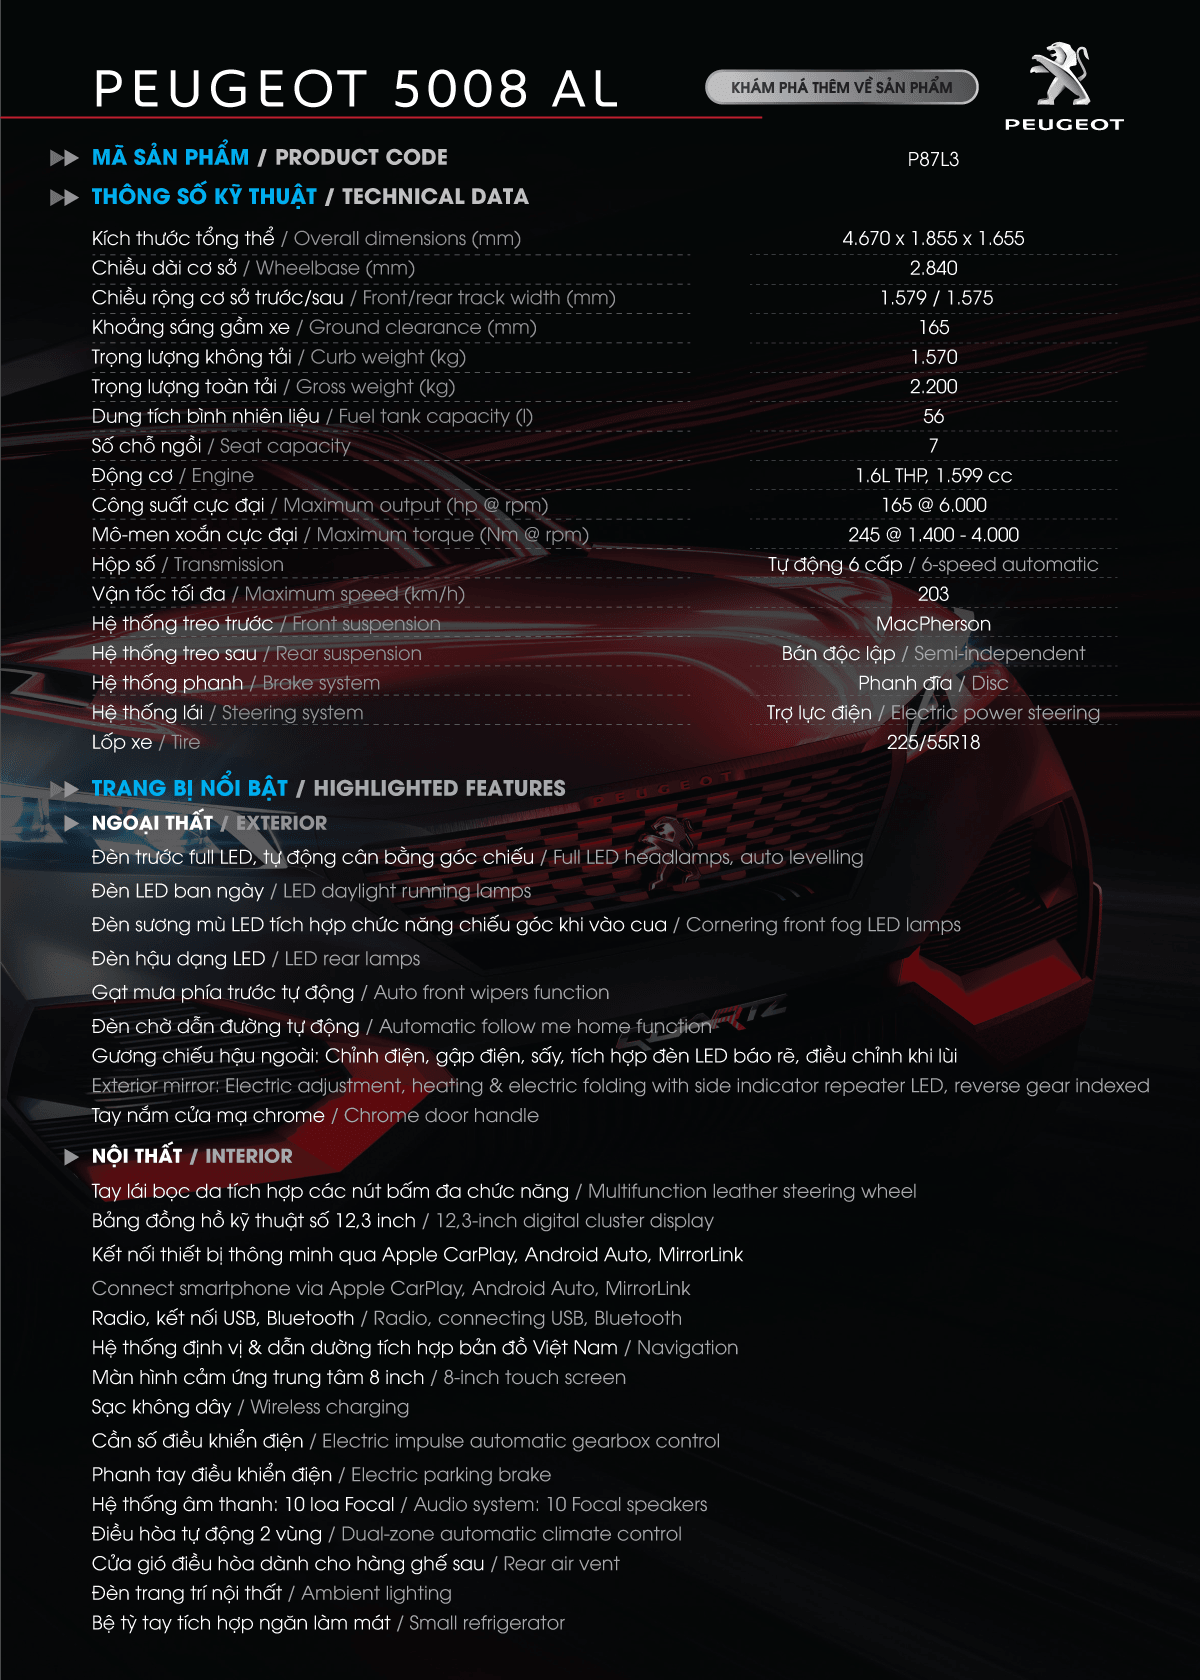 PEUGEOT 5008 AL
KHÁM PHÁ THÊM VỀ SẢN PHẨM
PEUGEOT
MÃ SẢN PHẨM / PRODUCT CODE P87L3
THÔNG SỐ KỸ THUẬT / TECHNICAL DATA
Kích thước tổng thể / Overall dimensions (mm) 4.670 x 1.855 x 1.655
Chiều dài cơ sở / Wheelbase (mm) 2.840
Chiều rộng cơ sở trước/sau / Front/rear track width (mm) 1.579 / 1.575
Khoảng sáng gầm xe / Ground clearance (mm) 165
Trọng lượng không tải / Curb weight (kg) 1.570
Trọng lượng toàn tải / Gross weight (kg) 2.200
Dung tích bình nhiên liệu / Fuel tank capacity (l) 56
Số chỗ ngồi / Seat capacity 7
Động cơ / Engine 1.6L THP, 1.599 cc
Công suất cực đại / Maximum output (hp @ rpm) 165 @ 6.000
Mô-men xoắn cực đại / Maximum torque (Nm @ rpm) 245 @ 1.400 - 4.000
Hộp số / Transmission Tự động 6 cấp / 6-speed automatic
Vận tốc tối đa / Maximum speed (km/h) 203
Hệ thống treo trước / Front suspension MacPherson
Hệ thống treo sau / Rear suspension Bán độc lập / Semi-independent
Hệ thống phanh / Brake system Phanh đĩa / Disc
Hệ thống lái / Steering system Trợ lực điện / Electric power steering
Lốp xe / Tire 225/55R18
PEUGEOT
TRANG BỊ NỔI BẬT / HIGHLIGHTED FEATURES
NGOẠI THẤT / EXTERIOR
Đèn trước full LED, tự động cân bằng góc chiếu / Full LED headlamps, auto levelling
Đèn LED ban ngày / LED daylight running lamps
Đèn sương mù LED tích hợp chức năng chiếu góc khi vào cua / Cornering front fog LED lamps
Đèn hậu dạng LED / LED rear lamps
Gạt mưa phía trước tự động / Auto front wipers function
QUARTZ
Đèn chờ dẫn đường tự động / Automatic follow me home function
Gương chiếu hậu ngoài: Chỉnh điện, gập điện, sấy, tích hợp đèn LED báo rẽ, điều chỉnh khi lùi
Exterior mirror: Electric adjustment, heating & electric folding with side indicator repeater LED, reverse gear indexed
Tay nắm cửa mạ chrome / Chrome door handle
NỘI THẤT / INTERIOR
Tay lái bọc da tích hợp các nút bấm đa chức năng / Multifunction leather steering wheel
Bảng đồng hồ kỹ thuật số 12,3 inch / 12,3-inch digital cluster display
Kết nối thiết bị thông minh qua Apple CarPlay, Android Auto, MirrorLink
Connect smartphone via Apple CarPlay, Android Auto, MirrorLink
Radio, kết nối USB, Bluetooth / Radio, connecting USB, Bluetooth
Hệ thống định vị & dẫn dường tích hợp bản đồ Việt Nam / Navigation
Màn hình cảm ứng trung tâm 8 inch / 8-inch touch screen
Sạc không dây / Wireless charging
Cần số điều khiển điện / Electric impulse automatic gearbox control
Phanh tay điều khiển điện / Electric parking brake
Hệ thống âm thanh: 10 loa Focal / Audio system: 10 Focal speakers
Điều hòa tự động 2 vùng / Dual-zone automatic climate control
Cửa gió điều hòa dành cho hàng ghế sau / Rear air vent
Đèn trang trí nội thất / Ambient lighting
Bệ tỳ tay tích hợp ngăn làm mát / Small refrigerator